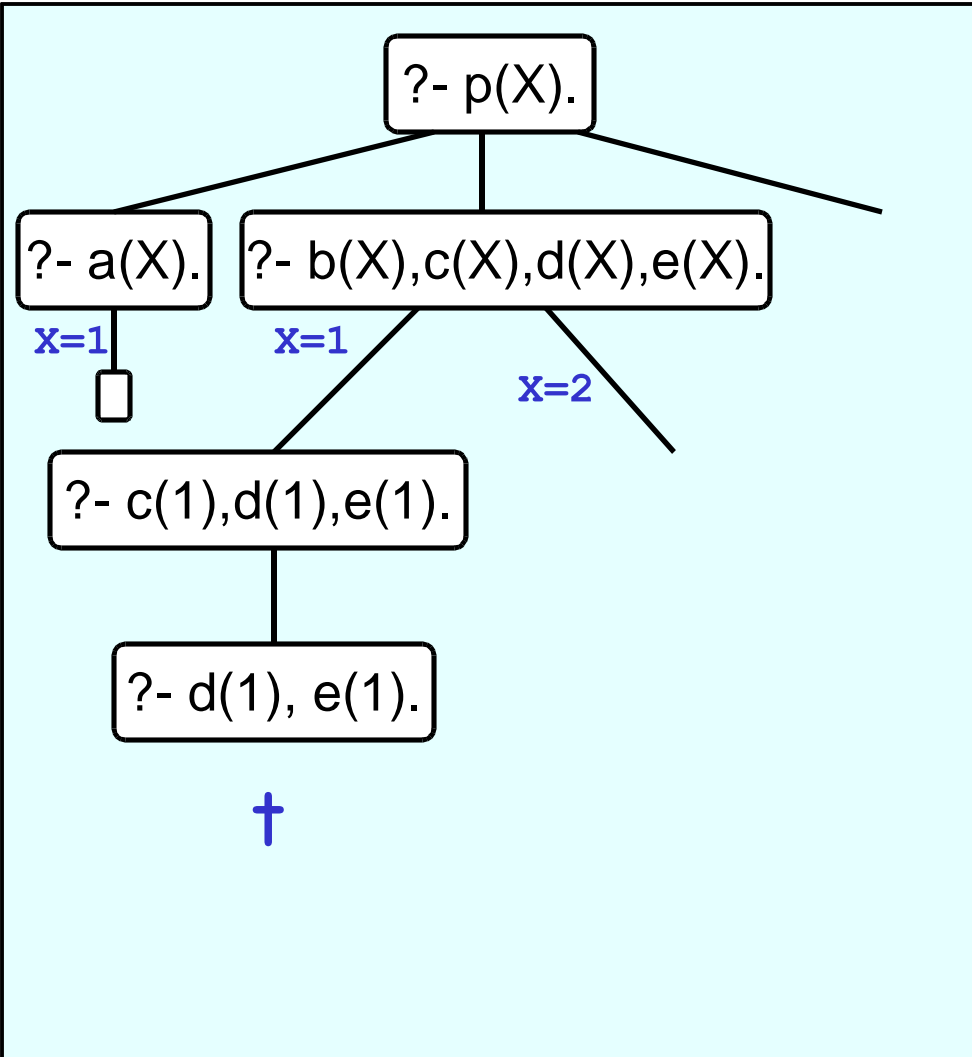 ?- p(X).
?- a(X).
?- b(X),c(X),d(X),e(X).
X=1
X=1
X=2
?- c(1),d(1),e(1).
?- d(1), e(1).
†